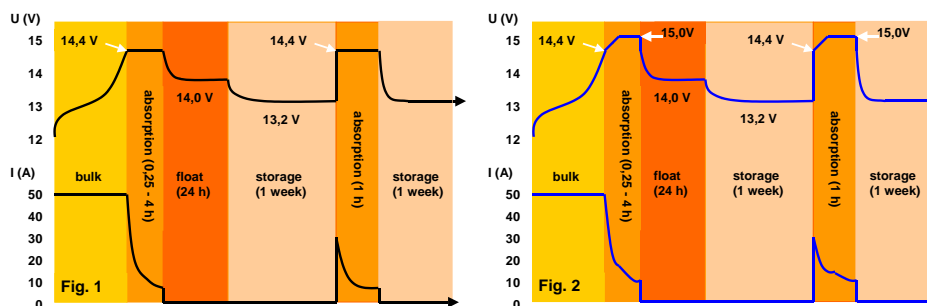 U (V)
15
14,4 V
14,4 V
14
14,0 V
13
13,2 V
12
absorption (0,25 - 4 h)
absorption (1 h)
I (A)
bulk
float
(24 h)
storage
(1 week)
storage
(1 week)
50
40
30
20
10
0
Fig. 1
U (V)
15
14,4 V
15,0V
14,4 V
15,0V
14
14,0 V
13
13,2 V
12
absorption (0,25 - 4 h)
absorption (1 h)
I (A)
bulk
float
(24 h)
storage
(1 week)
storage
(1 week)
50
40
30
20
10
0
Fig. 2